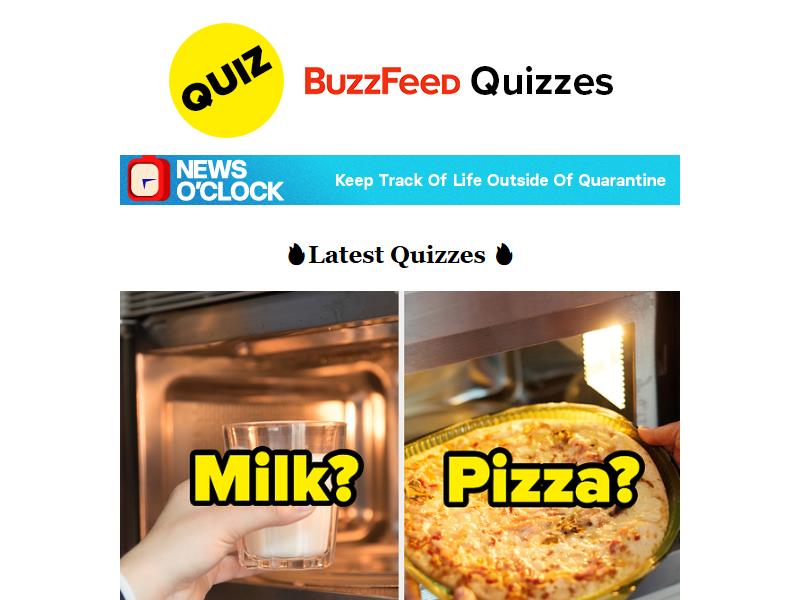 QUIZ
BuzzFeed Quizzes
NEWS
O'CLOCK
Keep Track Of Life Outside Of Quarantine
🔥Latest Quizzes 🔥
Milk?
Pizza?